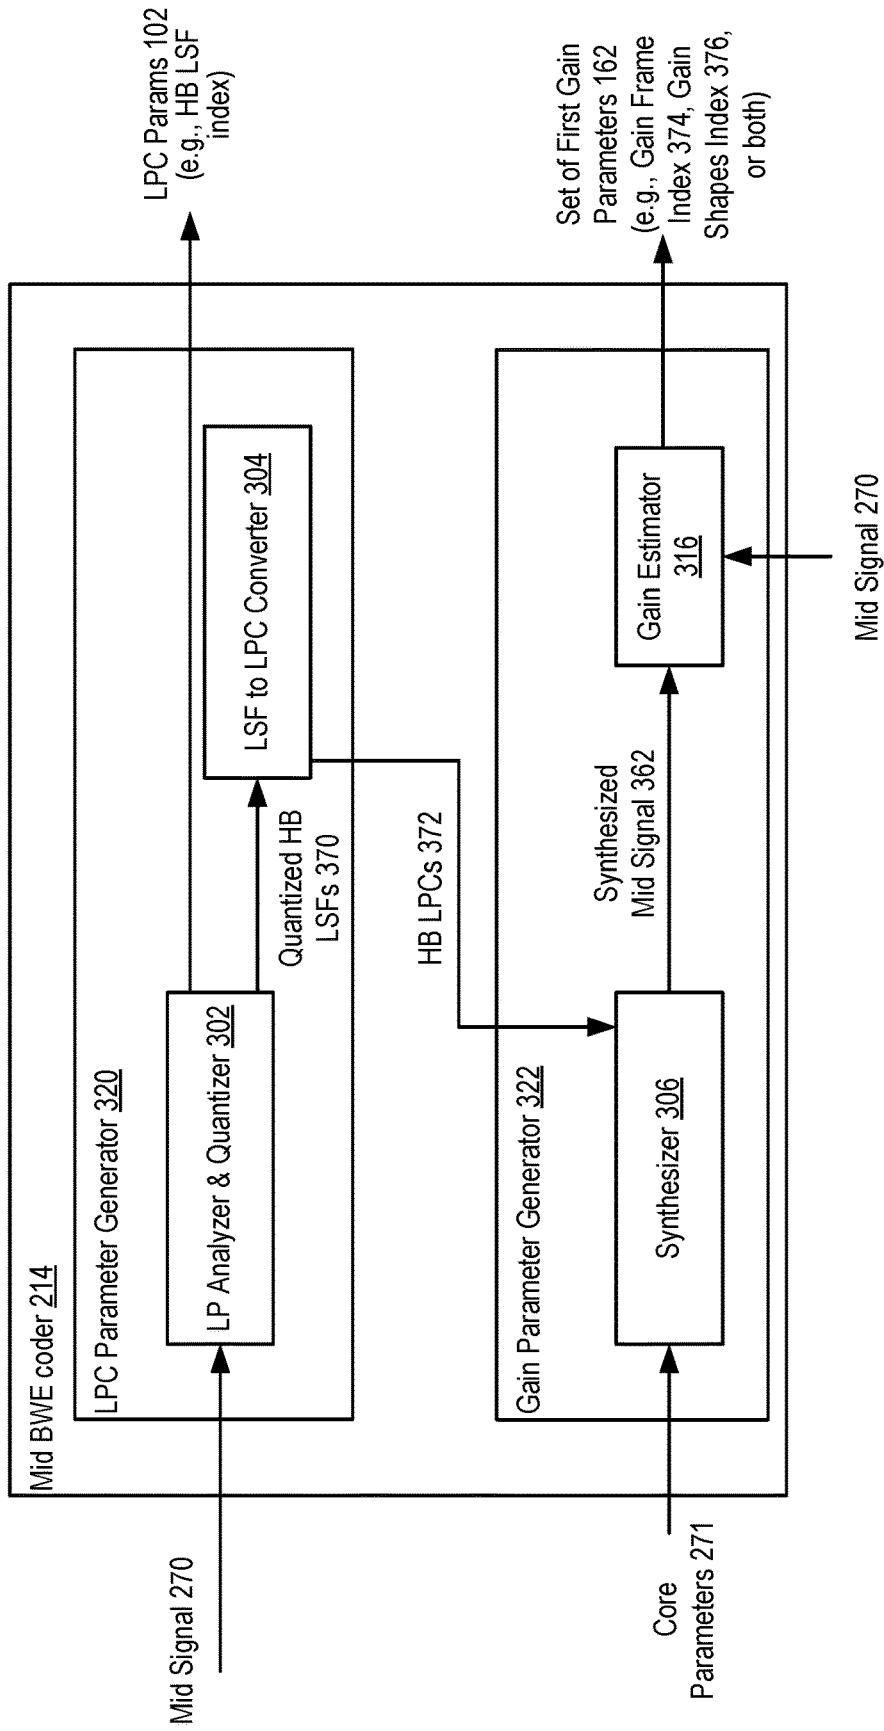 Mid BWE coder 214
LPC Parameter Generator 320
Mid Signal 270
LP Analyzer & Quantizer 302
Quantized HB
LSFs 370
LSF to LPC Converter 304
LPC Params 102
(e.g., HB LSF
index)
HB LPCs 372
Gain Parameter Generator 322
Core
Parameters 271
Synthesizer 306
Synthesized
Mid Signal 362
Gain Estimator
316
Mid Signal 270
Set of First Gain
Parameters 162
(e.g., Gain Frame
Index 374, Gain
Shapes Index 376,
or both)